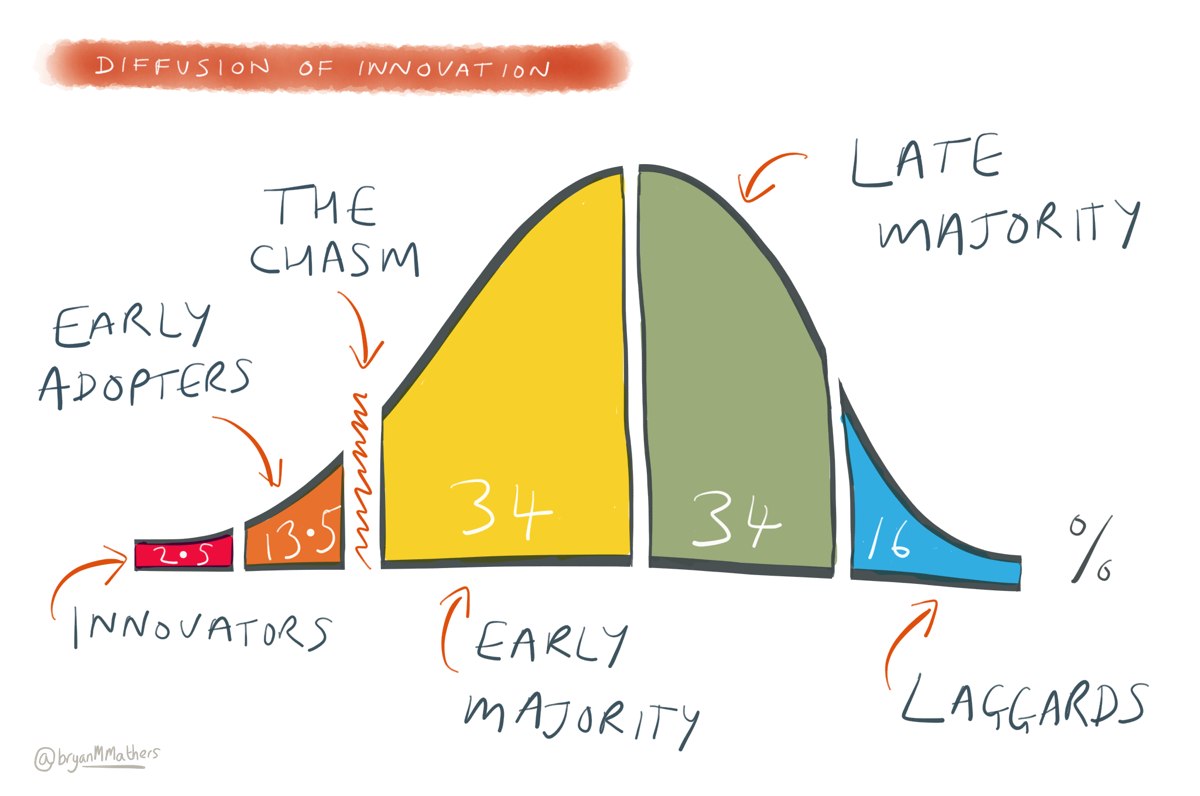 DIFFUSION OF INNOVATION
LATE
MAJORITY
THE
CHASM
EARLY
ADOPTERS
34
34
2.5
13.5
16
%
INNOVATORS
EARLY
MAJORITY
LAGGARDS
@bryanMMathers